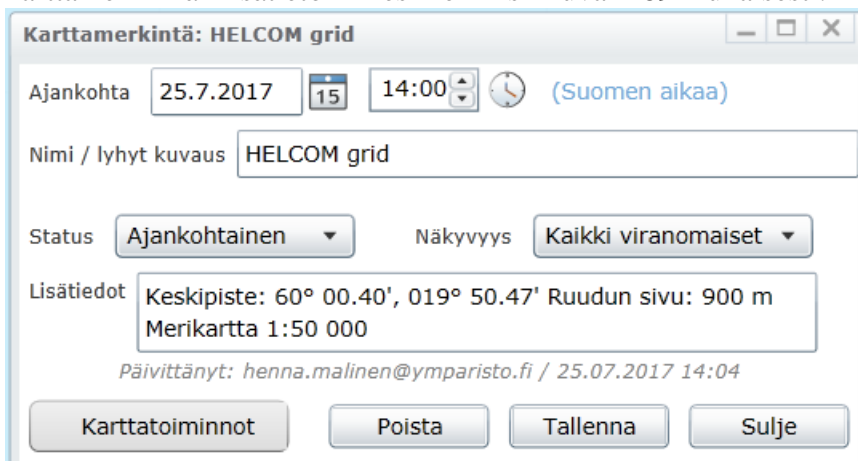 Karttamerkintä: HELCOM grid
Ajankohta 25.7.2017 15 14:00 (Suomen aikaa)
Nimi / lyhyt kuvaus HELCOM grid
Status Ajankohtainen Näkyvyys Kaikki viranomaiset
Lisätiedot Keskipiste: 60° 00.40', 019° 50.47' Ruudun sivu: 900 m
Merikartta 1:50 000
Päivittänyt: henna.malinen@ymparisto.fi / 25.07.2017 14:04
Karttatoiminnot Poista Tallenna Sulje